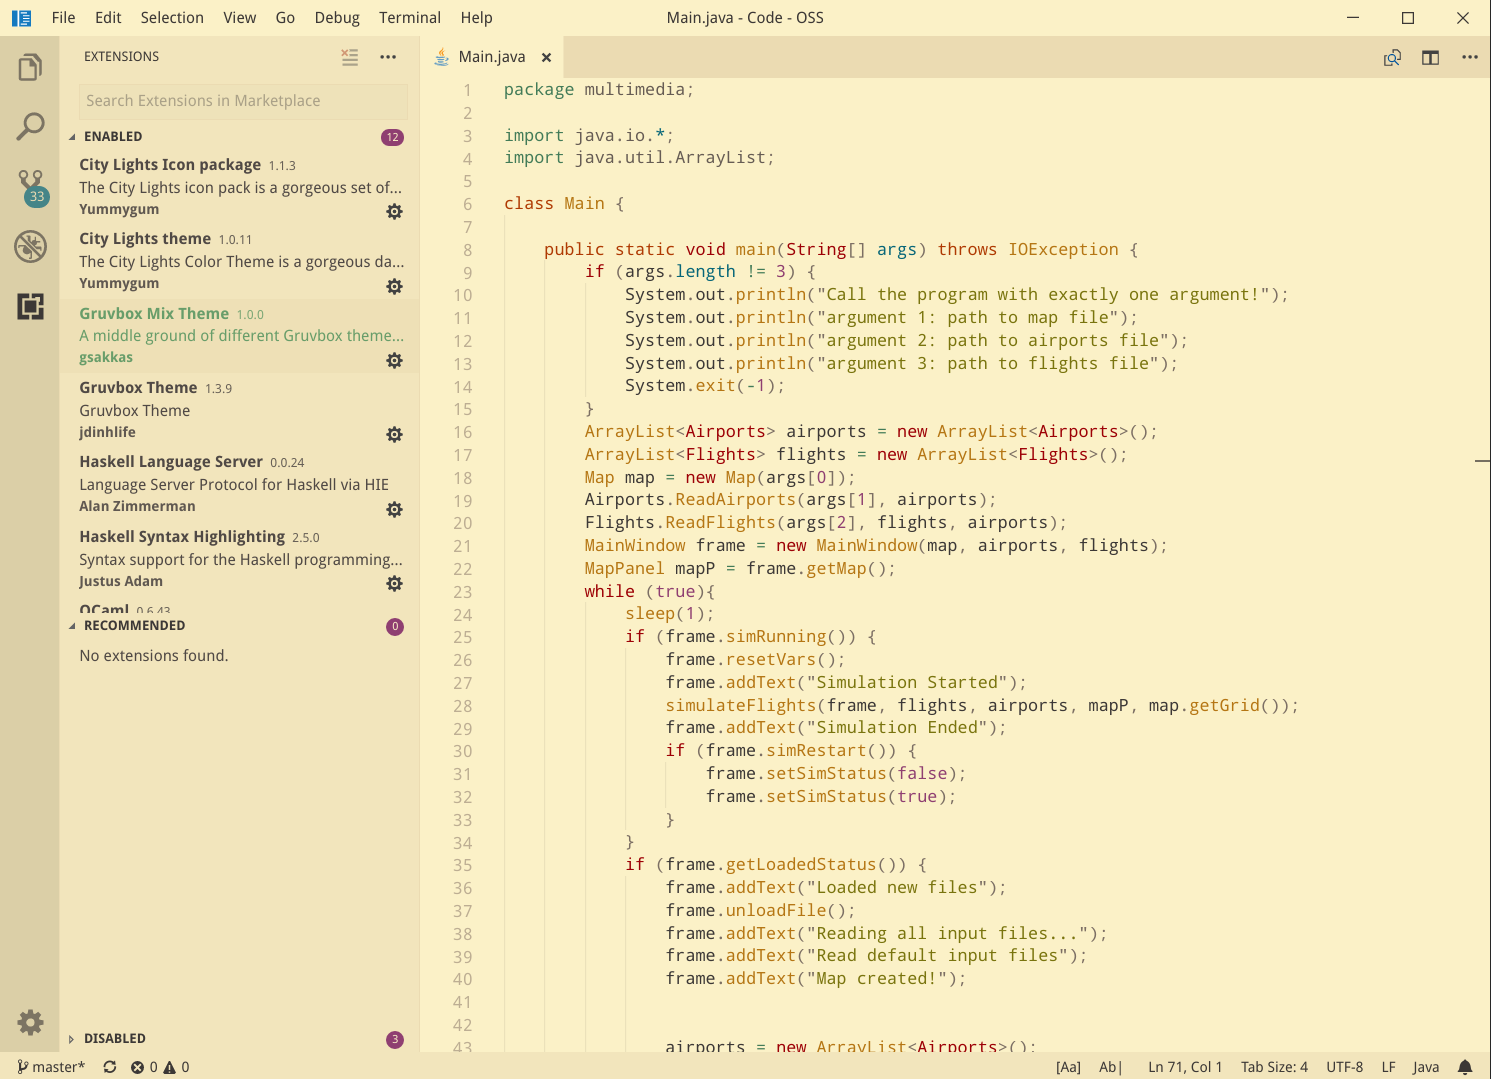 File Edit Selection View Go Debug Terminal Help Main.java - Code - OSS
EXTENSIONS
Search Extensions in Marketplace
ENABLED 12
City Lights Icon package 1.1.3
The City Lights icon pack is a gorgeous set of...
Yummygum
City Lights theme 1.0.11
The City Lights Color Theme is a gorgeous da...
Yummygum
Gruvbox Mix Theme 1.0.0
A middle ground of different Gruvbox theme...
gsakkas
Gruvbox Theme 1.3.9
Gruvbox Theme
jdinhlife
Haskell Language Server 0.0.24
Language Server Protocol for Haskell via HIE
Alan Zimmerman
Haskell Syntax Highlighting 2.5.0
Syntax support for the Haskell programming...
Justus Adam
OCaml 0.6.43
RECOMMENDED 0
No extensions found.
DISABLED 3
33
Main.java
1 package multimedia;
2
3 import java.io.*;
4 import java.util.ArrayList;
5
6 class Main {
7
8 public static void main(String[] args) throws IOException {
9 if (args.length != 3) {
10 System.out.println("Call the program with exactly one argument!");
11 System.out.println("argument 1: path to map file");
12 System.out.println("argument 2: path to airports file");
13 System.out.println("argument 3: path to flights file");
14 System.exit(-1);
15 }
16 ArrayList<Airports> airports = new ArrayList<Airports>();
17 ArrayList<Flights> flights = new ArrayList<Flights>();
18 Map map = new Map(args[0]);
19 Airports.ReadAirports(args[1], airports);
20 Flights.ReadFlights(args[2], flights, airports);
21 MainWindow frame = new MainWindow(map, airports, flights);
22 MapPanel mapP = frame.getMap();
23 while (true){
24 sleep(1);
25 if (frame.simRunning()) {
26 frame.resetVars();
27 frame.addText("Simulation Started");
28 simulateFlights(frame, flights, airports, mapP, map.getGrid());
29 frame.addText("Simulation Ended");
30 if (frame.simRestart()) {
31 frame.setSimStatus(false);
32 frame.setSimStatus(true);
33 }
34 }
35 if (frame.getLoadedStatus()) {
36 frame.addText("Loaded new files");
37 frame.unloadFile();
38 frame.addText("Reading all input files...");
39 frame.addText("Read default input files");
40 frame.addText("Map created!");
41
42
43 airports = new ArrayList<Airports>();
master* 0 0 [Aa] Ab| Ln 71, Col 1 Tab Size: 4 UTF-8 LF Java